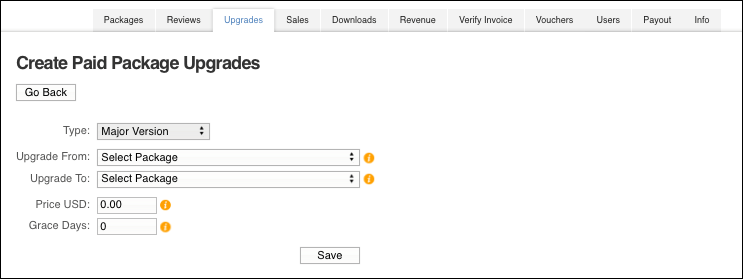 Packages Reviews Upgrades Sales Downloads Revenue Verify Invoice Vouchers Users Payout Info
Create Paid Package Upgrades
Go Back
Type: Major Version
Upgrade From: Select Package i
Upgrade To: Select Package i
Price USD: 0.00 i
Grace Days: 0 i
Save